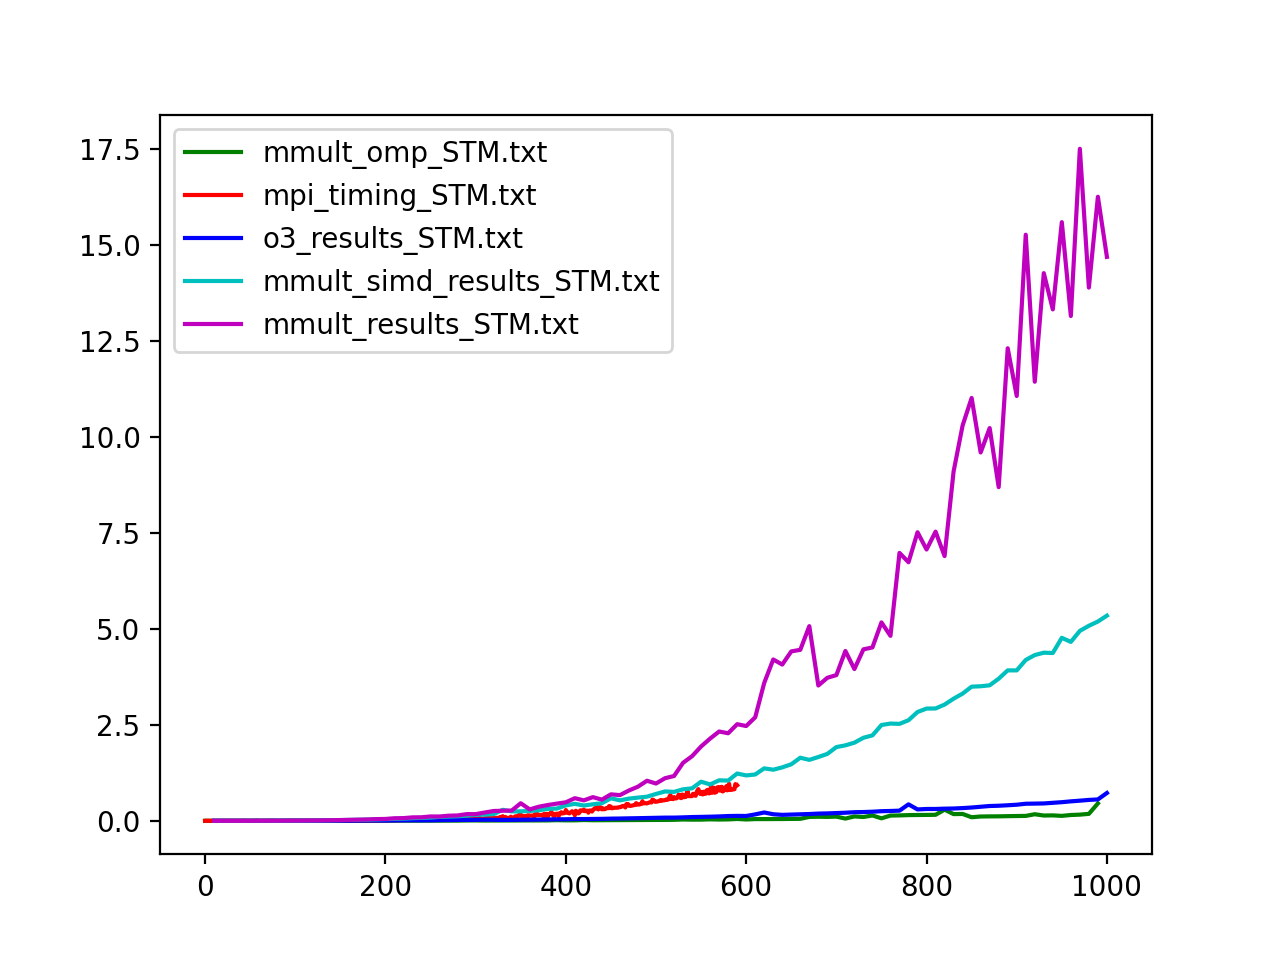 17.5
15.0
12.5
10.0
7.5
5.0
2.5
0.0
mmult_omp_STM.txt
mpi_timing_STM.txt
o3_results_STM.txt
mmult_simd_results_STM.txt
mmult_results_STM.txt
0 200 400 600 800 1000